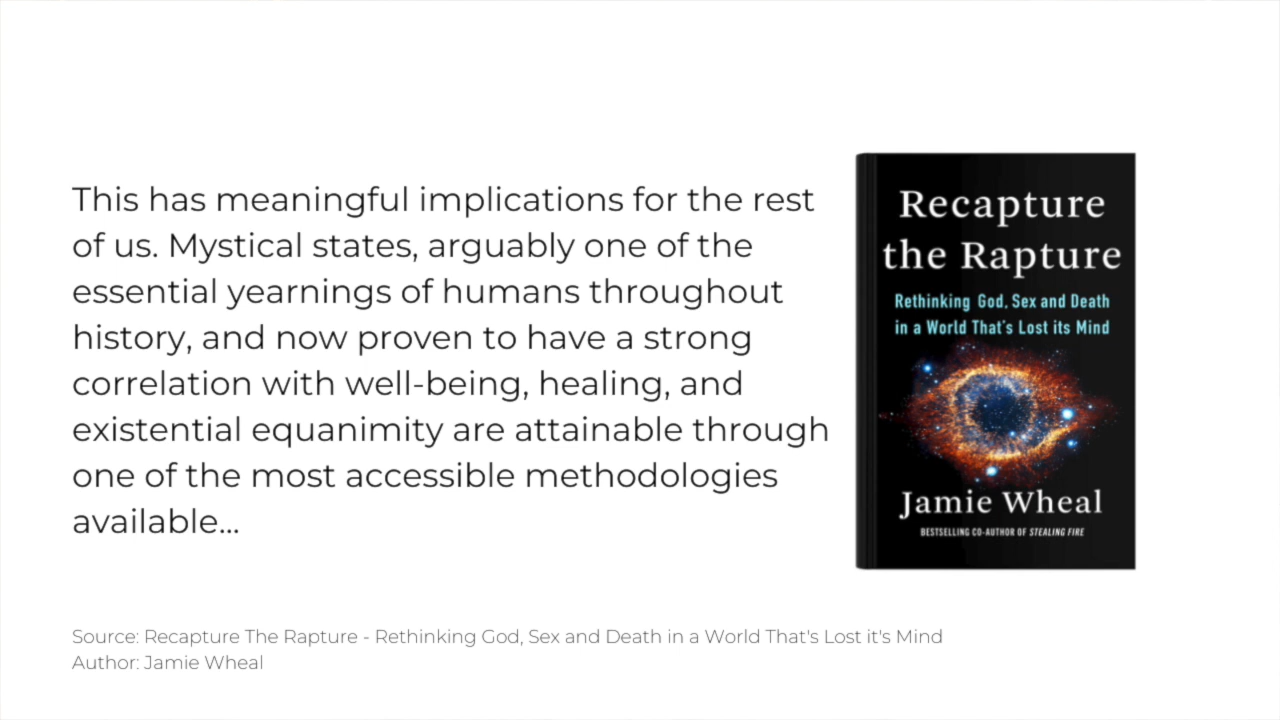 This has meaningful implications for the rest
of us. Mystical states, arguably one of the
essential yearnings of humans throughout
history, and now proven to have a strong
correlation with well-being, healing, and
existential equanimity are attainable through
one of the most accessible methodologies
available...
Recapture
the Rapture
Rethinking God, Sex and Death
in a World That's Lost its Mind
Jamie Wheal
BESTSELLING CO-AUTHOR OF STEALING FIRE
Source: Recapture The Rapture - Rethinking God, Sex and Death in a World That's Lost it's Mind
Author: Jamie Wheal